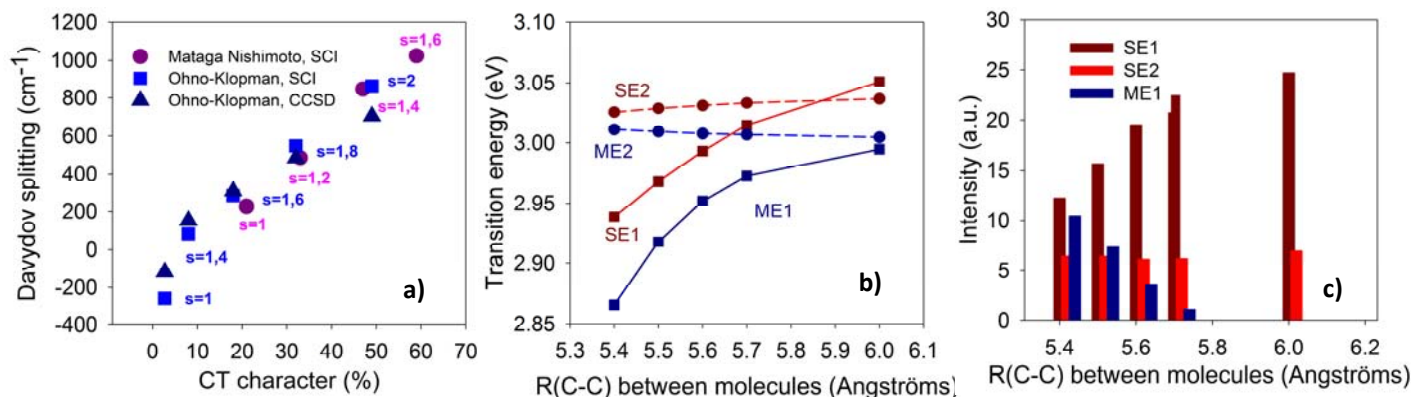 Davydov splitting (cm-1)
1200
1000
800
600
400
200
0
-200
-400
Mataga Nishimoto, SCI
Ohno-Klopman, SCI
Ohno-Klopman, CCSD
s=1,6
s=2
s=1,4
s=1,8
s=1,2
s=1,6
s=1
s=1,4
s=1
a)
0 10 20 30 40 50 60 70
CT character (%)
Transition energy (eV)
3.10
3.05
3.00
2.95
2.90
2.85
SE2
ME2
ME1
SE1
b)
5.3 5.4 5.5 5.6 5.7 5.8 5.9 6.0 6.1
R(C-C) between molecules (Angströms)
Intensity (a.u.)
30
25
20
15
10
5
0
SE1
SE2
ME1
c)
5.4 5.6 5.8 6.0 6.2
R(C-C) between molecules (Angströms)